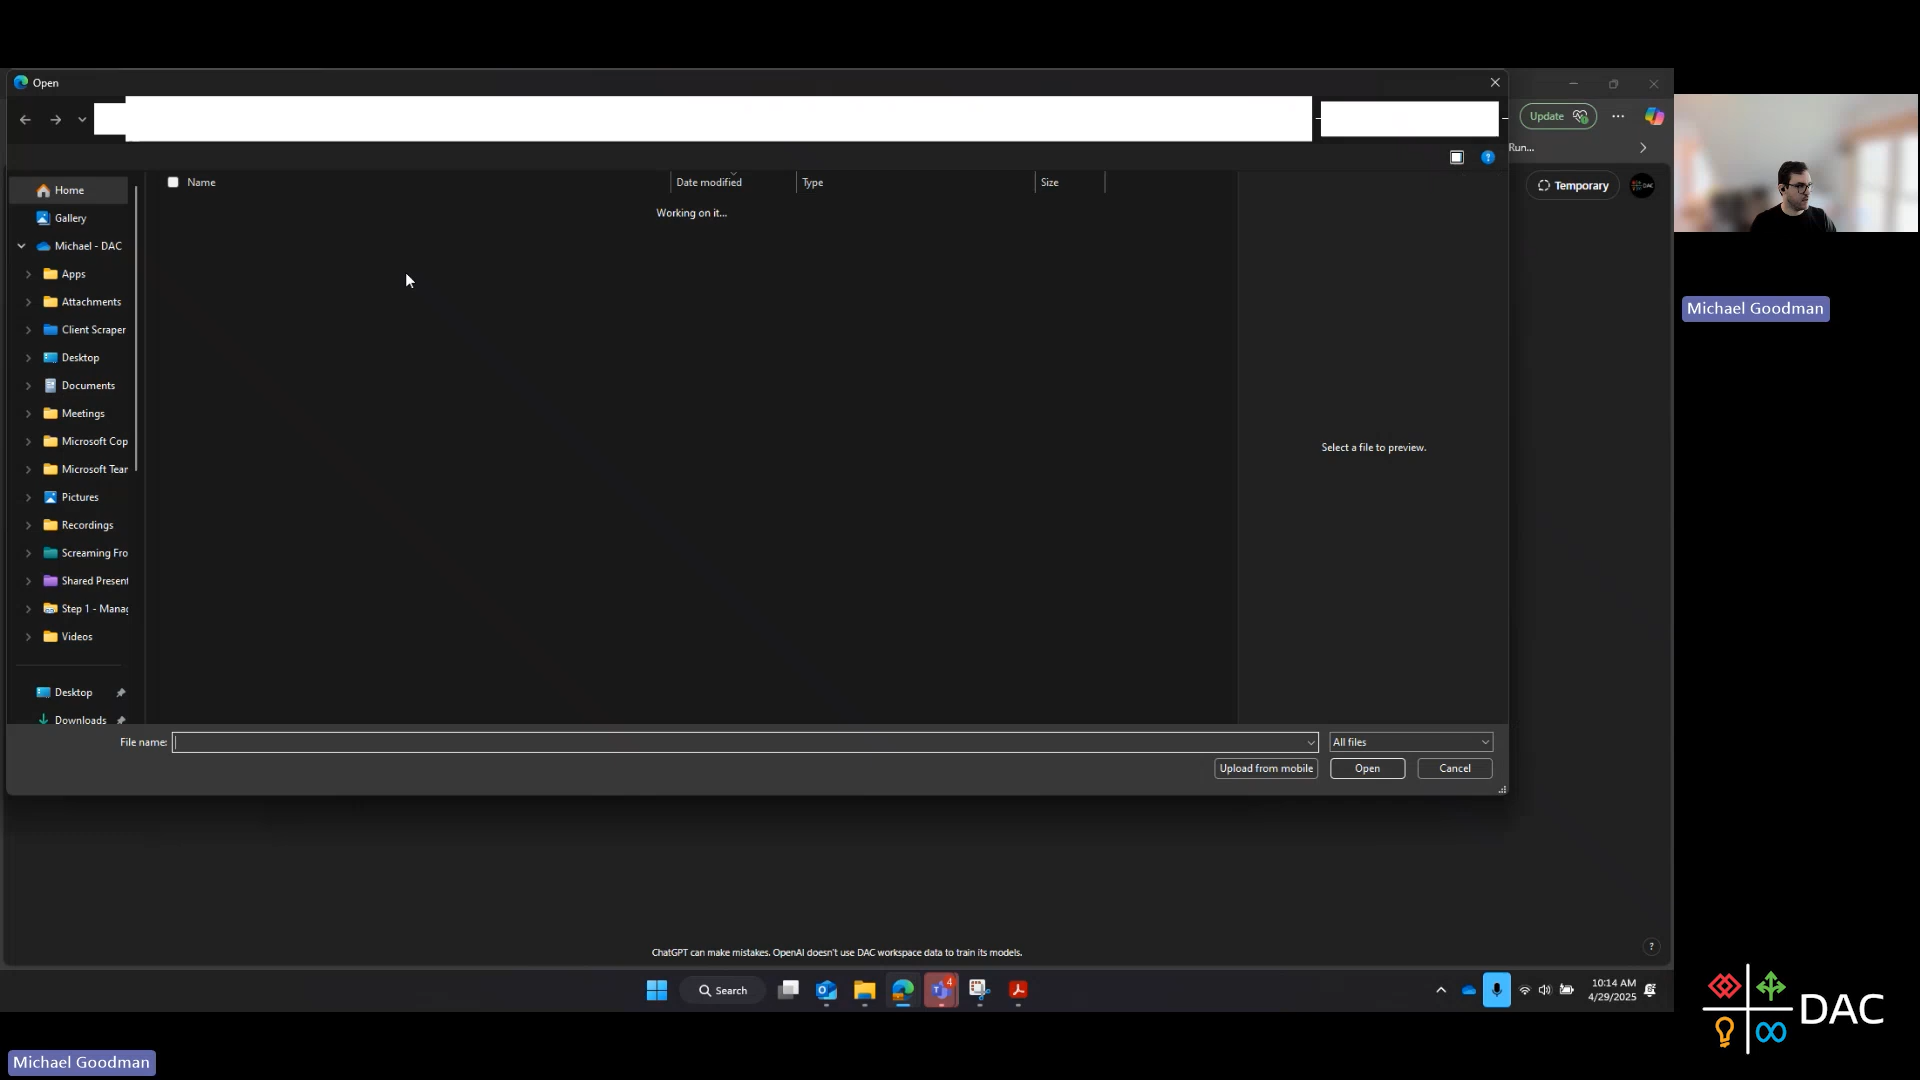 Open
Update
Run...
Temporary
DAC
Name
Date modified
Type
Size
Working on it...
Select a file to preview.
Home
Gallery
Michael - DAC
Apps
Attachments
Client Scraper
Desktop
Documents
Meetings
Microsoft Cop
Microsoft Tear
Pictures
Recordings
Screaming Fro
Shared Present
Step 1 - Manag
Videos
Desktop
Downloads
File name:
All files
Upload from mobile
Open
Cancel
Michael Goodman
ChatGPT can make mistakes. OpenAI doesn't use DAC workspace data to train its models.
?
Search
4
10:14 AM
4/29/2025
DAC
Michael Goodman